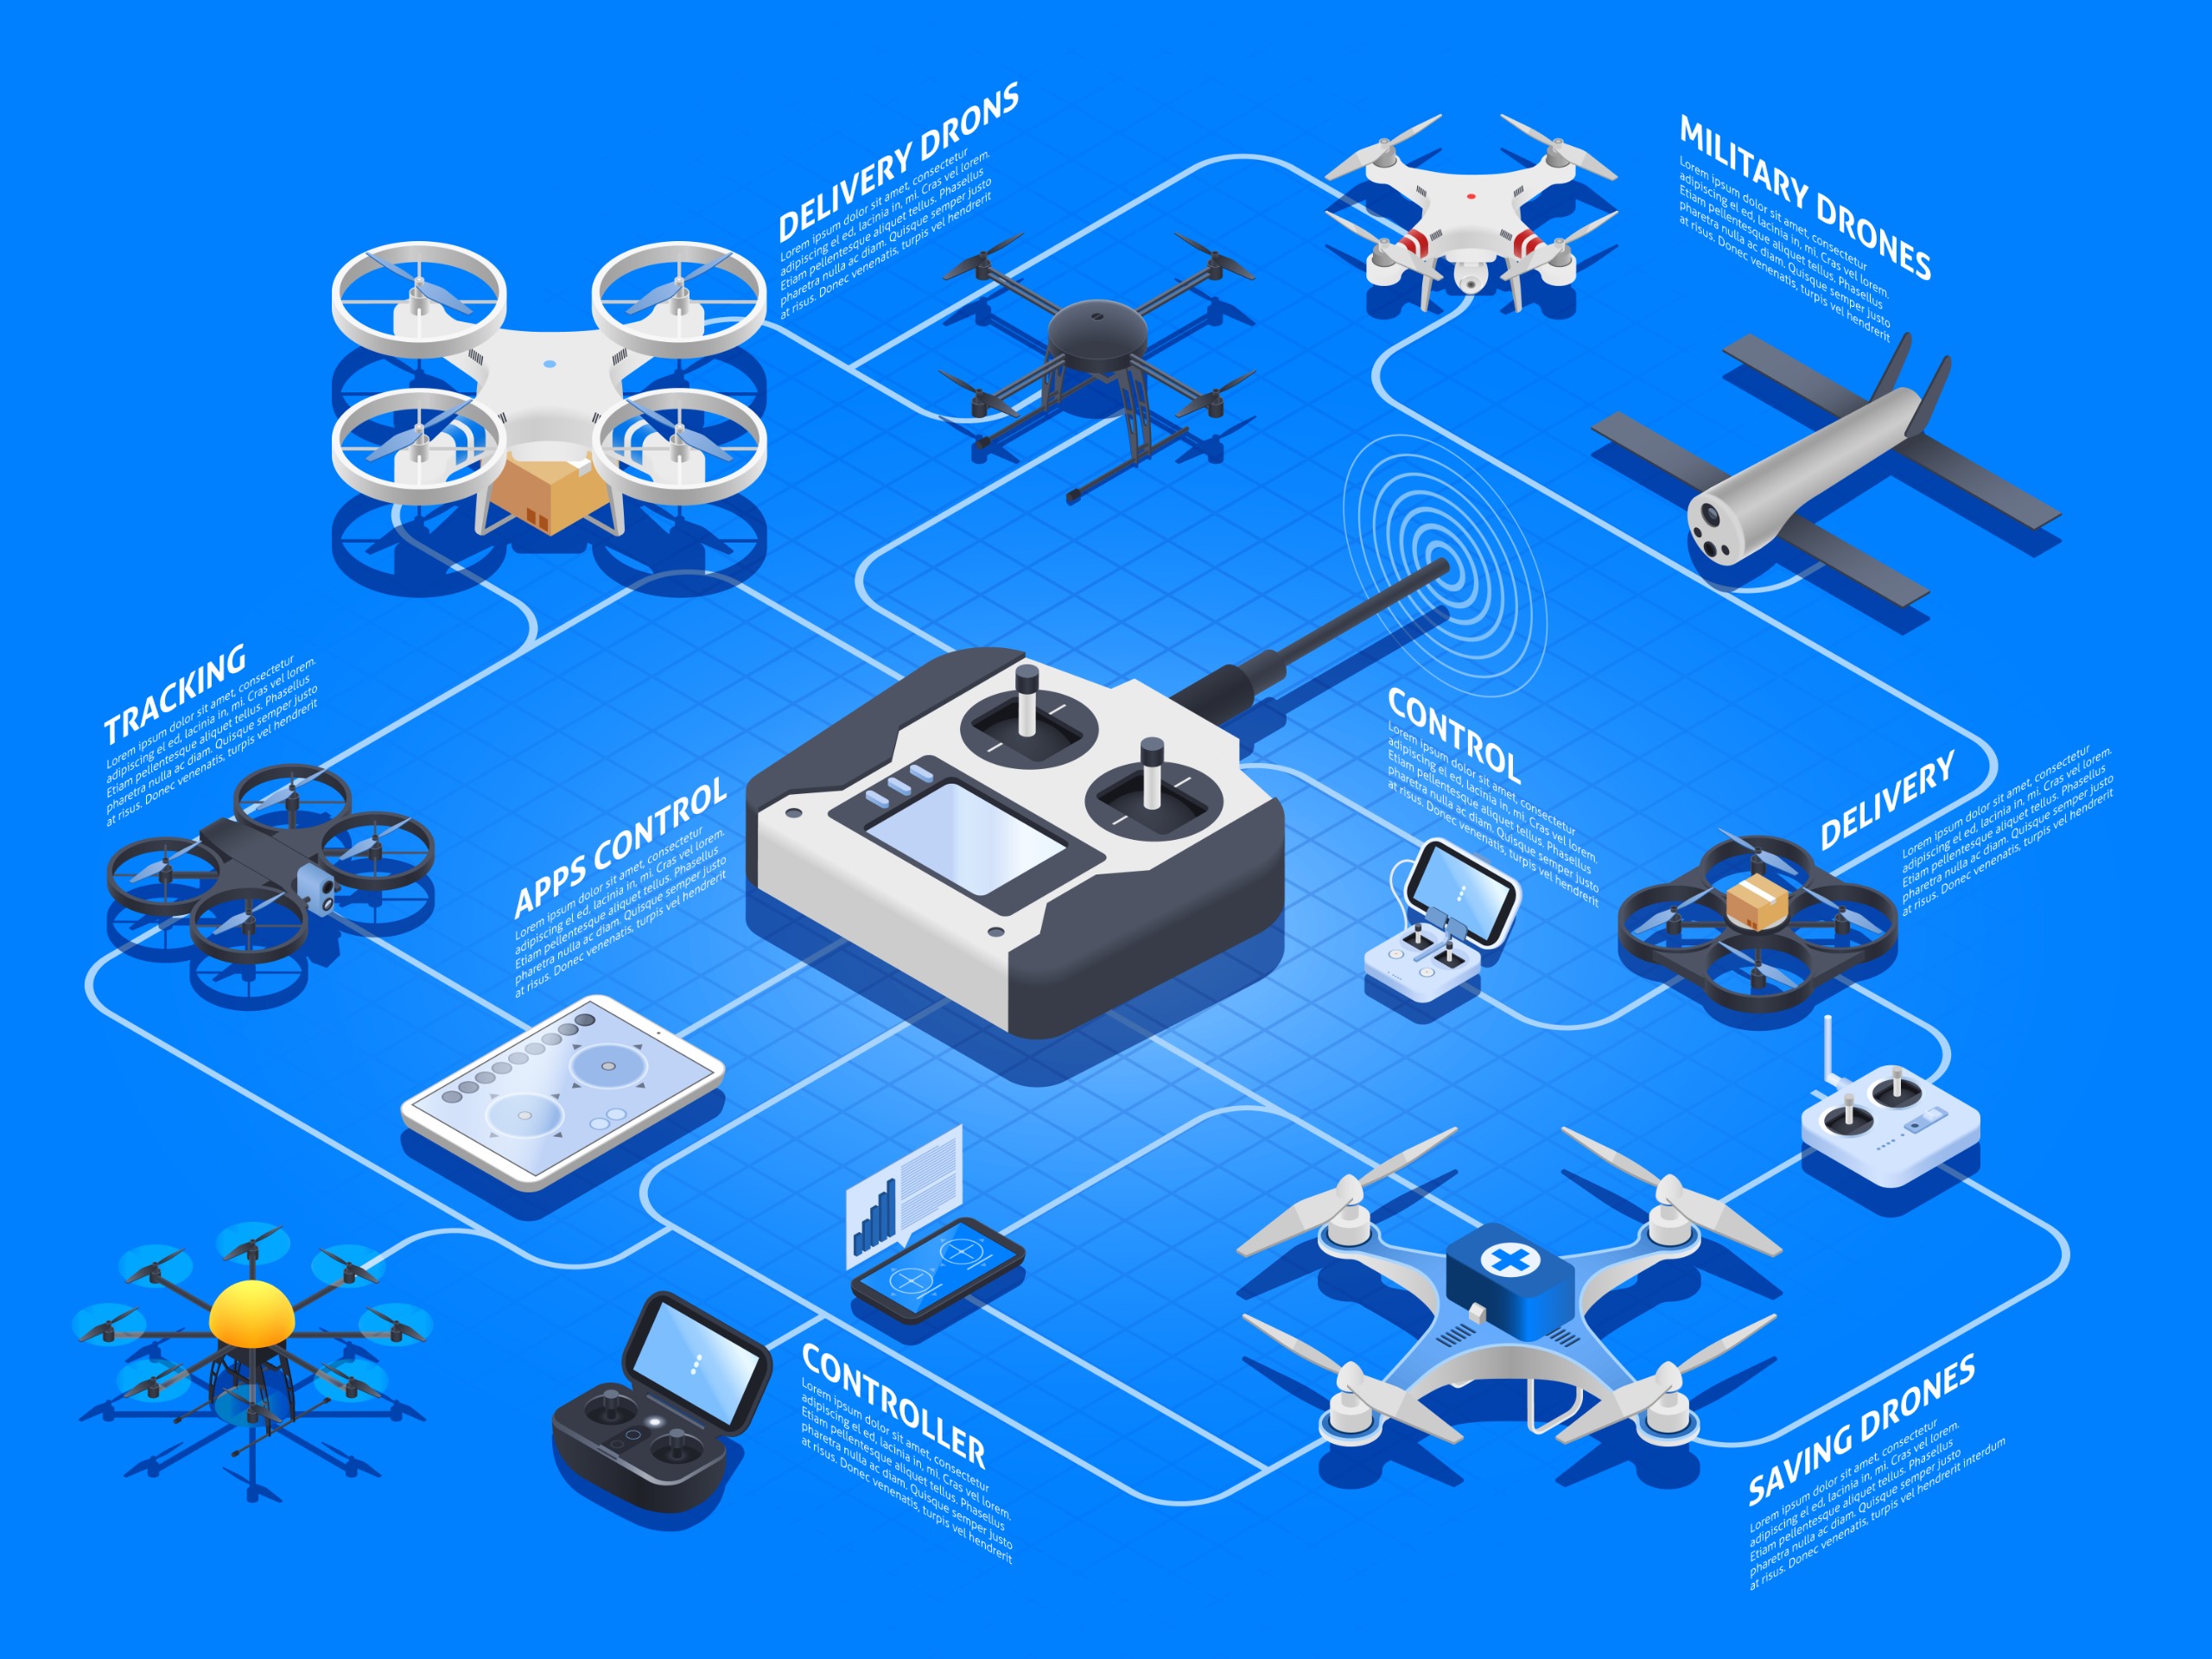 DELIVERY DRONS
Lorem ipsum dolor sit amet, consectetur
adipiscing el ed, lacinia in, mi. Cras vel lorem.
Etiam pellentesque aliquet tellus. Phasellus
pharetra nulla ac diam. Quisque semper justo
at risus. Donec venenatis, turpis vel hendrerit
MILITARY DRONES
Lorem ipsum dolor sit amet, consectetur
adipiscing el ed, lacinia in, mi. Cras vel lorem.
Etiam pellentesque aliquet tellus. Phasellus
pharetra nulla ac diam. Quisque semper justo
at risus. Donec venenatis, turpis vel hendrerit
TRACKING
Lorem ipsum dolor sit amet, consectetur
adipiscing el ed, lacinia in, mi. Cras vel lorem.
Etiam pellentesque aliquet tellus. Phasellus
pharetra nulla ac diam. Quisque semper justo
at risus. Donec venenatis, turpis vel hendrerit
APPS CONTROL
Lorem ipsum dolor sit amet, consectetur
adipiscing el ed, lacinia in, mi. Cras vel lorem.
Etiam pellentesque aliquet tellus. Phasellus
pharetra nulla ac diam. Quisque semper justo
at risus. Donec venenatis, turpis vel hendrerit
CONTROL
Lorem ipsum dolor sit amet, consectetur
adipiscing el ed, lacinia in, mi. Cras vel lorem.
Etiam pellentesque aliquet tellus. Phasellus
pharetra nulla ac diam. Quisque semper justo
at risus. Donec venenatis, turpis vel hendrerit
DELIVERY
Lorem ipsum dolor sit amet, consectetur
adipiscing el ed, lacinia in, mi. Cras vel lorem.
Etiam pellentesque aliquet tellus. Phasellus
pharetra nulla ac diam. Quisque semper justo
at risus. Donec venenatis, turpis vel hendrerit
CONTROLLER
Lorem ipsum dolor sit amet, consectetur
adipiscing el ed, lacinia in, mi. Cras vel lorem.
Etiam pellentesque aliquet tellus. Phasellus
pharetra nulla ac diam. Quisque semper justo
at risus. Donec venenatis, turpis vel hendrerit
SAVING DRONES
Lorem ipsum dolor sit amet, consectetur
adipiscing el ed, lacinia in, mi. Cras vel lorem.
Etiam pellentesque aliquet tellus. Phasellus
pharetra nulla ac diam. Quisque semper justo
at risus. Donec venenatis, turpis vel hendrerit interdum